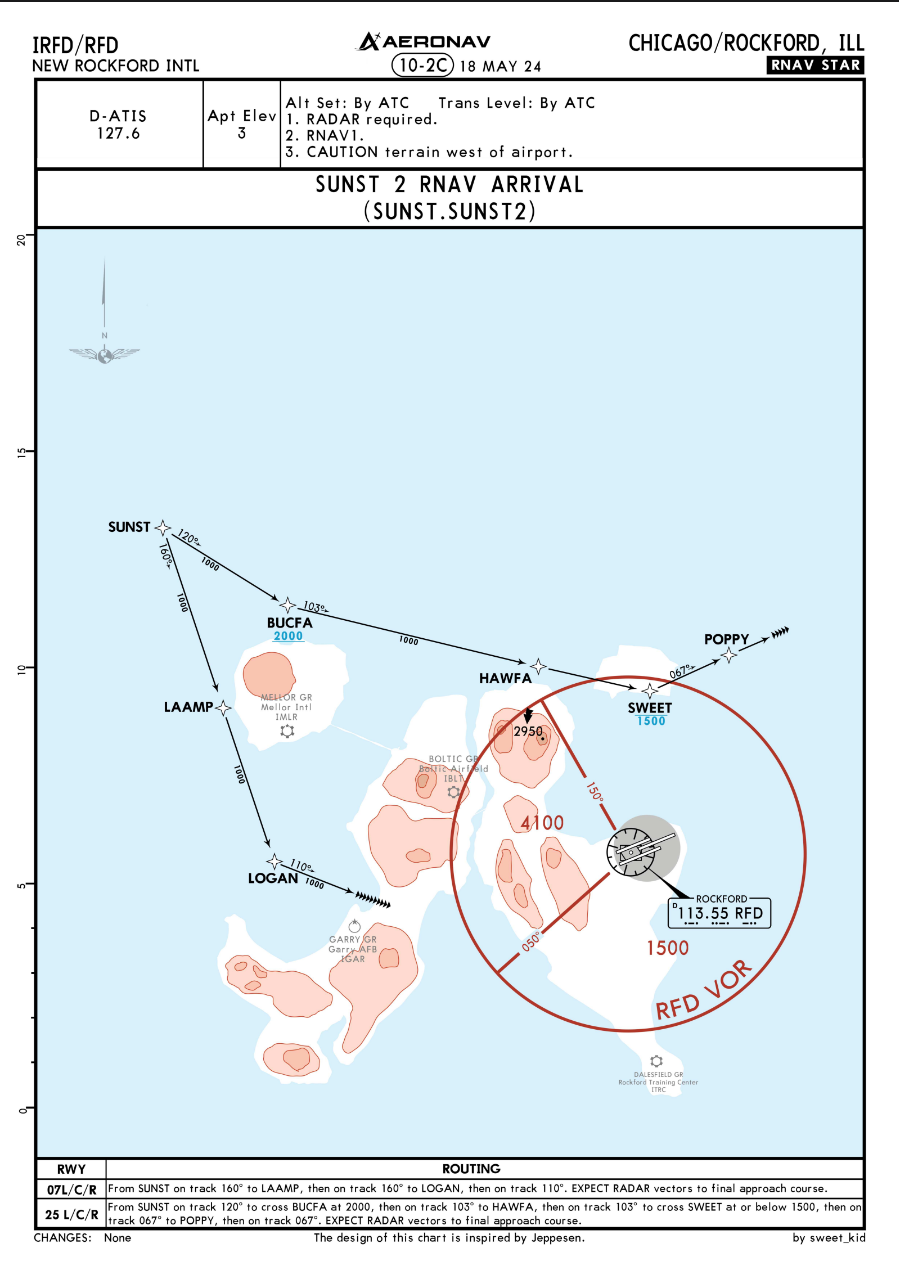 IRFD/RFD
NEW ROCKFORD INTL
AERONAV
10-2C 18 MAY 24
CHICAGO/ROCKFORD, ILL
RNAV STAR
D-ATIS
127.6
Apt Elev
3
Alt Set: By ATC Trans Level: By ATC
1. RADAR required.
2. RNAV1.
3. CAUTION terrain west of airport.
SUNST 2 RNAV ARRIVAL
(SUNST.SUNST2)
20
15
10
5
0
N
SUNST
120°
1000
160°
1000
BUCFA
2000
103°
1000
HAWFA
POPPY
067°
SWEET
1500
LAAMP
1000
MELLOR GR
Mellor Intl
IMLR
2950
BOLTIC GR
Boltic Airfield
IBLT
150°
4100
LOGAN
110°
1000
ROCKFORD
D 113.55 RFD
GARRY GR
Garry AFB
IGAR
050°
1500
RFD VOR
DALESFIELD GR
Rockford Training Center
ITRC
RWY ROUTING
07L/C/R From SUNST on track 160° to LAAMP, then on track 160° to LOGAN, then on track 110°. EXPECT RADAR vectors to final approach course.
25 L/C/R From SUNST on track 120° to cross BUCFA at 2000, then on track 103° to HAWFA, then on track 103° to cross SWEET at or below 1500, then on
track 067° to POPPY, then on track 067°. EXPECT RADAR vectors to final approach course.
CHANGES: None
The design of this chart is inspired by Jeppesen.
by sweet_kid